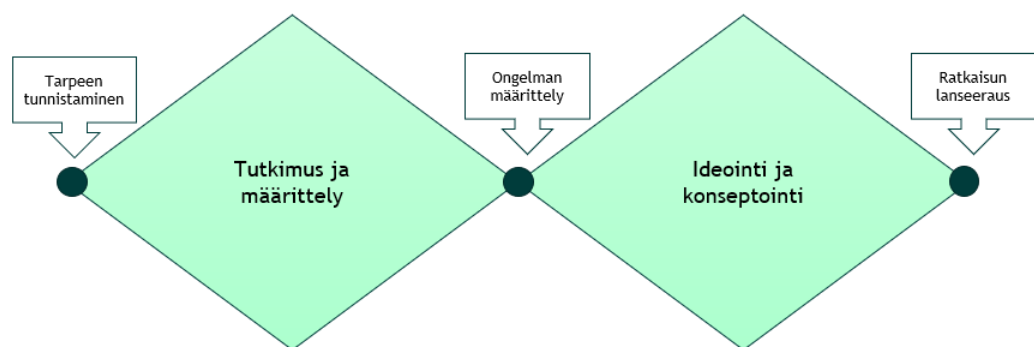 Tarpeen
tunnistaminen
Ongelman
määrittely
Ratkaisun
lanseeraus
Tutkimus ja
määrittely
Ideointi ja
konseptointi